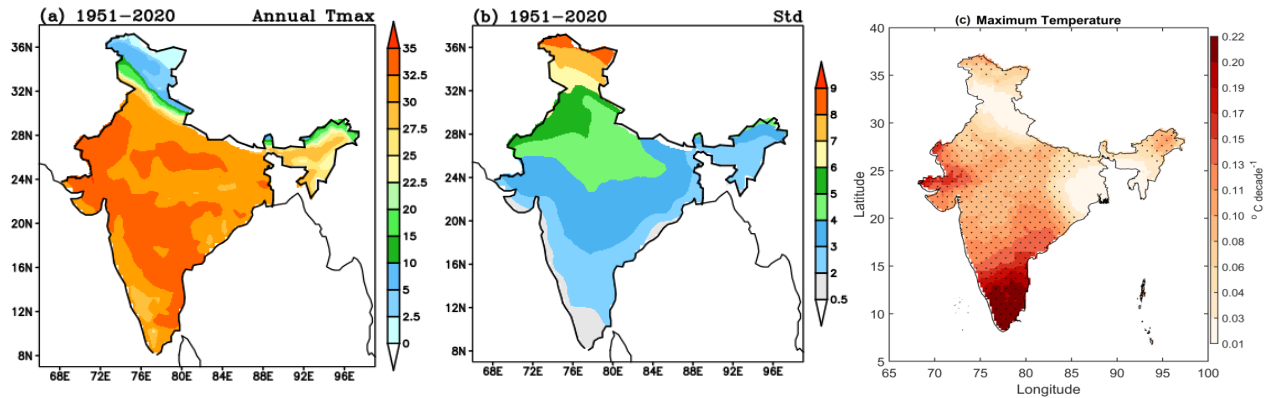 (a) 1951-2020 Annual Tmax
36N
32N
28N
24N
20N
16N
12N
8N
68E 72E 76E 80E 84E 88E 92E 96E
35
32.5
30
27.5
25
22.5
20
15
10
5
2.5
0
(b) 1951-2020 Std
36N
32N
28N
24N
20N
16N
12N
8N
68E 72E 76E 80E 84E 88E 92E 96E
9
8
7
6
5
4
3
2
1
0.5
(c) Maximum Temperature
40
35
30
25
20
15
10
5
Latitude
65 70 75 80 85 90 95 100
Longitude
0.22
0.20
0.19
0.17
0.13
0.11
0.10
0.08
0.06
0.04
0.03
0.01
° C decade⁻¹